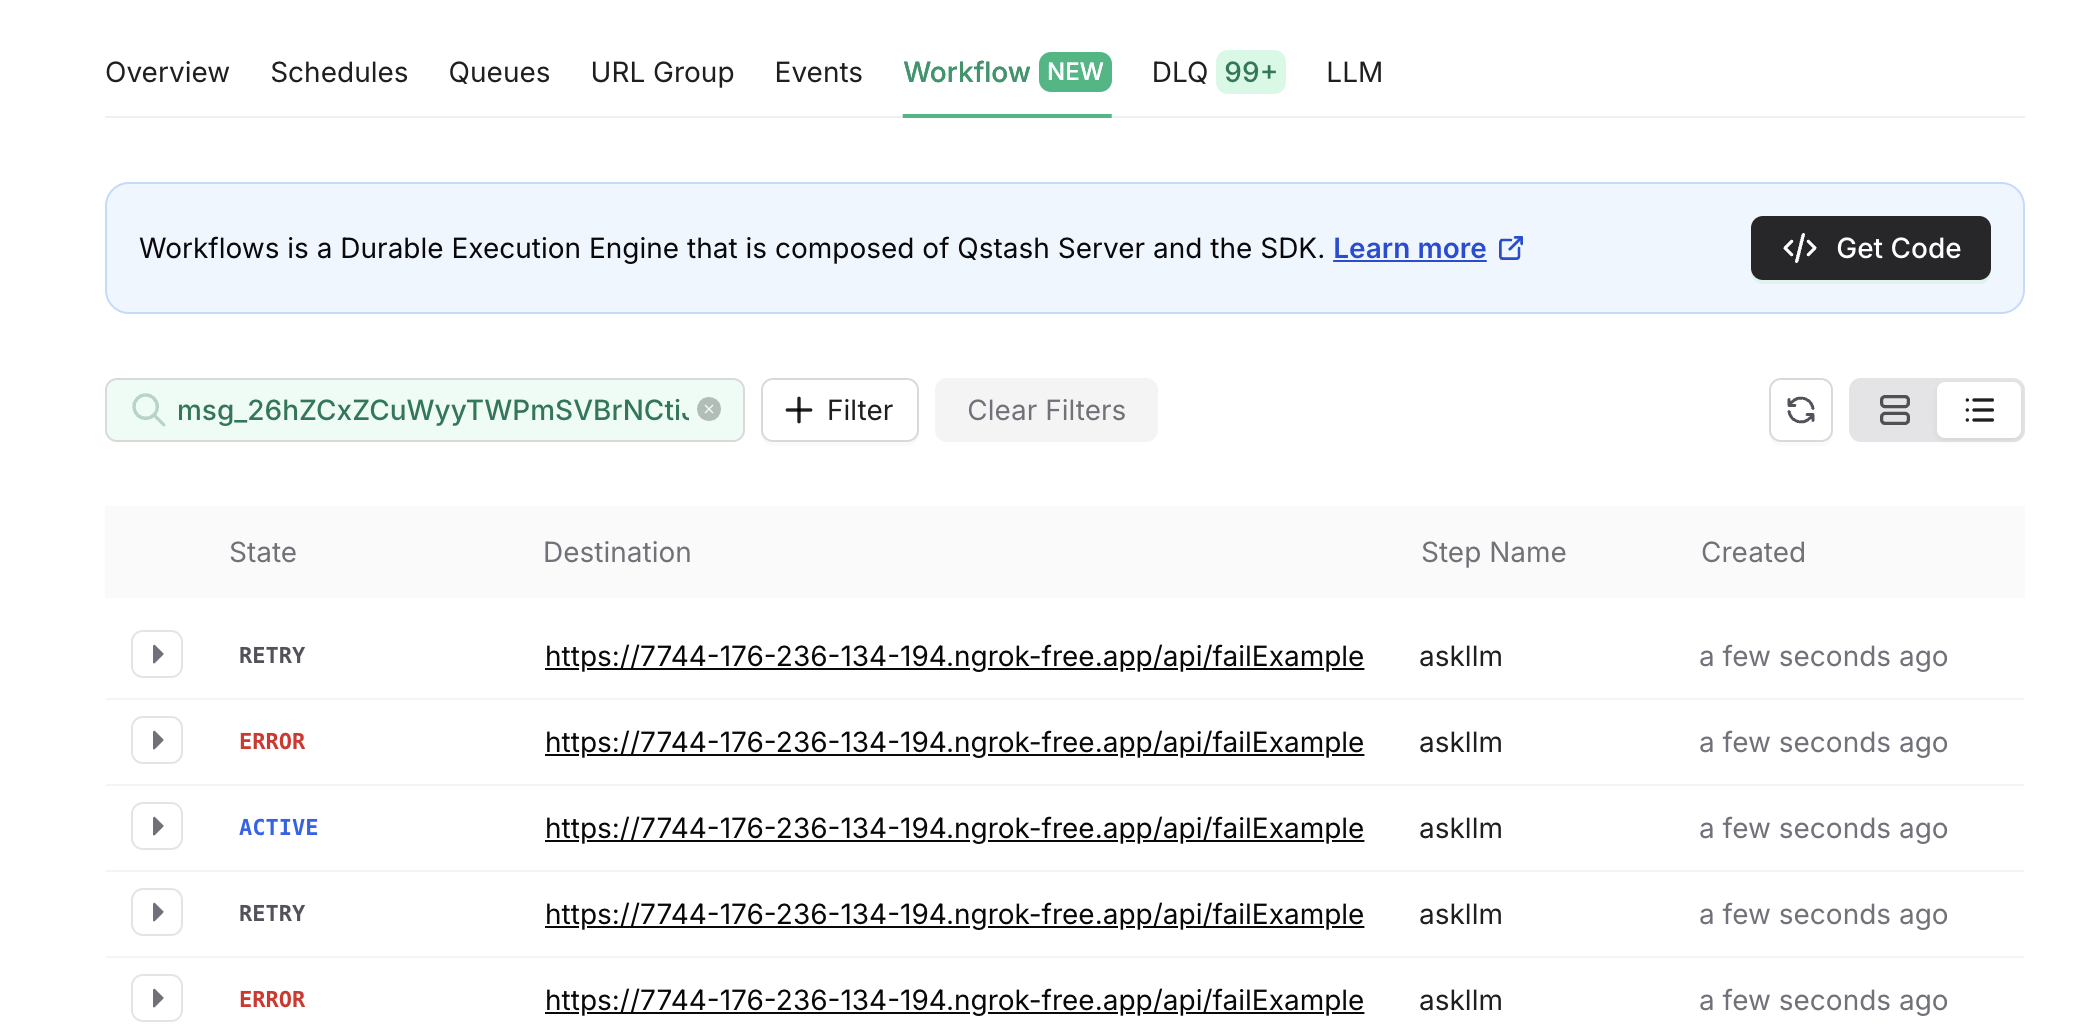 Overview Schedules Queues URL Group Events Workflow NEW DLQ 99+ LLM
Workflows is a Durable Execution Engine that is composed of Qstash Server and the SDK. Learn more </> Get Code
msg_26hZCxZCuWyyTWPmSVBrNCtiJ + Filter Clear Filters
State Destination Step Name Created
RETRY https://7744-176-236-134-194.ngrok-free.app/api/failExample askllm a few seconds ago
ERROR https://7744-176-236-134-194.ngrok-free.app/api/failExample askllm a few seconds ago
ACTIVE https://7744-176-236-134-194.ngrok-free.app/api/failExample askllm a few seconds ago
RETRY https://7744-176-236-134-194.ngrok-free.app/api/failExample askllm a few seconds ago
ERROR https://7744-176-236-134-194.ngrok-free.app/api/failExample askllm a few seconds ago